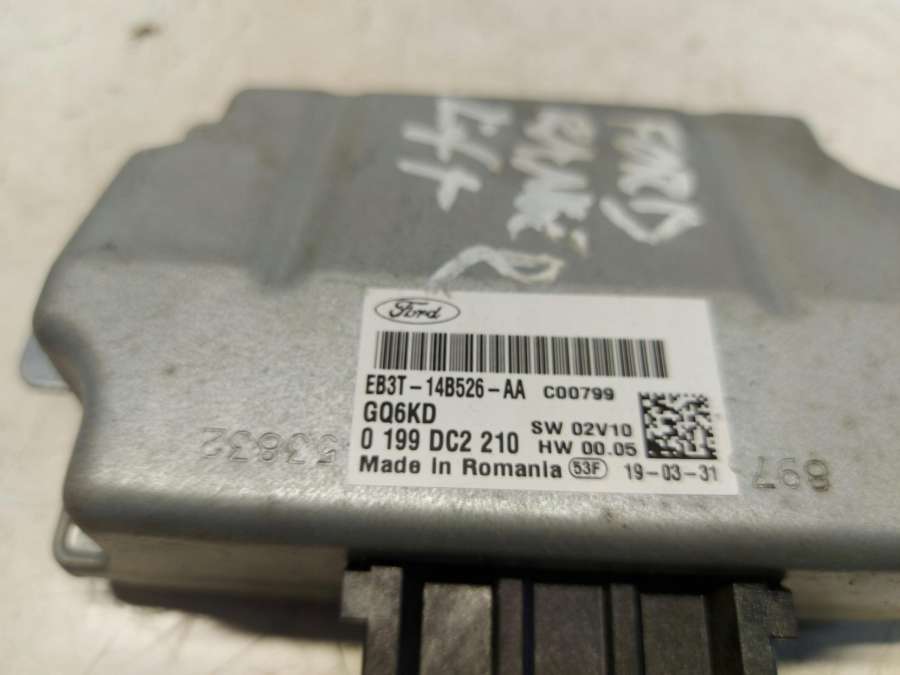 Ford
EB3T-14B526-AA C00799
GQ6KD
SW 02V10
0 199 DC2 210 HW 00.05
Made In Romania 53F 19-03-31
53832
897